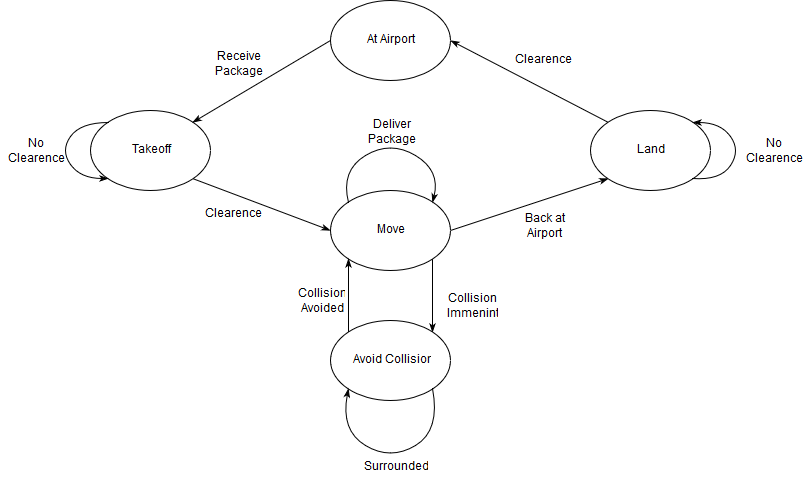 At Airport
Receive
Package
Clearence
No
Clearence
Takeoff
Deliver
Package
Land
No
Clearence
Clearence
Move
Back at
Airport
Collision
Avoided
Collision
Immenint
Avoid Collisior
Surrounded